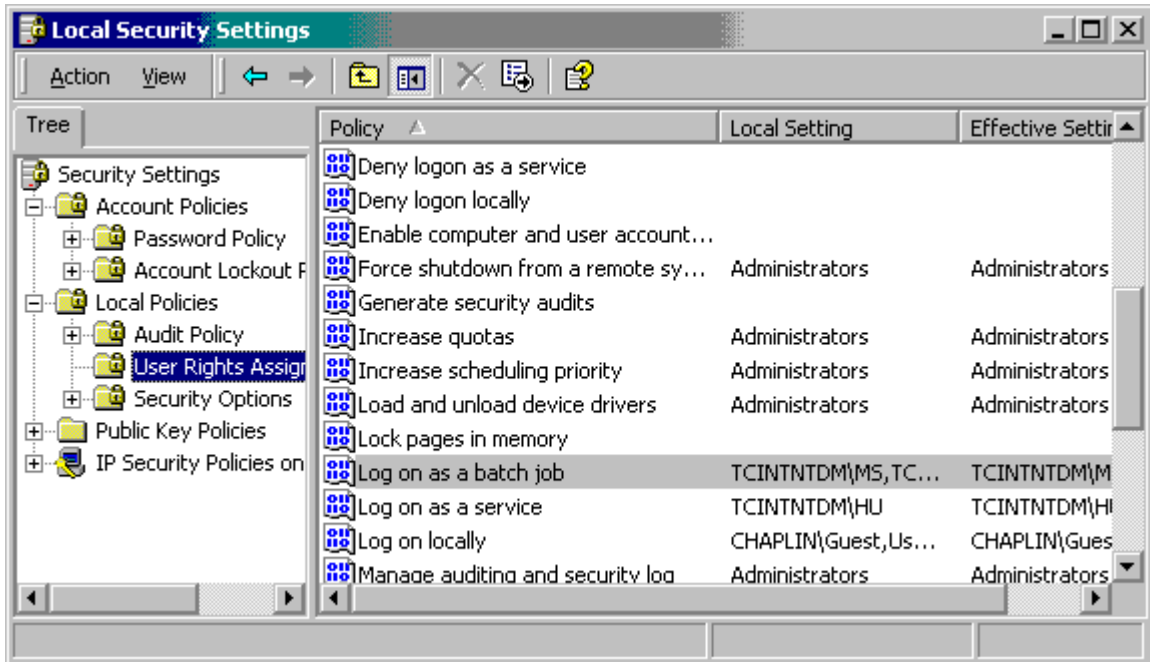 Local Security Settings
Action View
Tree
Policy Local Setting Effective Settin
Security Settings
Account Policies
Password Policy
Account Lockout P
Local Policies
Audit Policy
User Rights Assign
Security Options
Public Key Policies
IP Security Policies on
Deny logon as a service
Deny logon locally
Enable computer and user account...
Force shutdown from a remote sy... Administrators Administrators
Generate security audits
Increase quotas Administrators Administrators
Increase scheduling priority Administrators Administrators
Load and unload device drivers Administrators Administrators
Lock pages in memory
Log on as a batch job TCINTNTDM\MS,TC... TCINTNTDM\M
Log on as a service TCINTNTDM\HU TCINTNTDM\HU
Log on locally CHAPLIN\Guest,Us... CHAPLIN\Gues
Manage auditing and security log Administrators Administrators